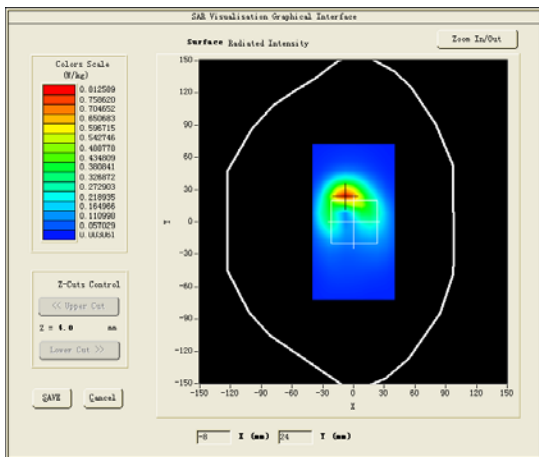 SAR Visualisation Graphical Interface
Surface Radiated Intensity
Zoom In/Out
Colors Scale
(W/kg)
0.812589
0.758620
0.704652
0.650683
0.596715
0.542746
0.488778
0.434809
0.380841
0.326872
0.272903
0.218935
0.164966
0.110998
0.057029
0.003061
150
120
90
60
30
0
-30
-60
-90
-120
-150
Y
-150 -120 -90 -60 -30 0 30 60 90 120 150
X
Z-Cuts Control
<< Upper Cut
Z = 4.0 mm
Lower Cut >>
SAVE Cancel
-8 X (mm) 24 Y (mm)